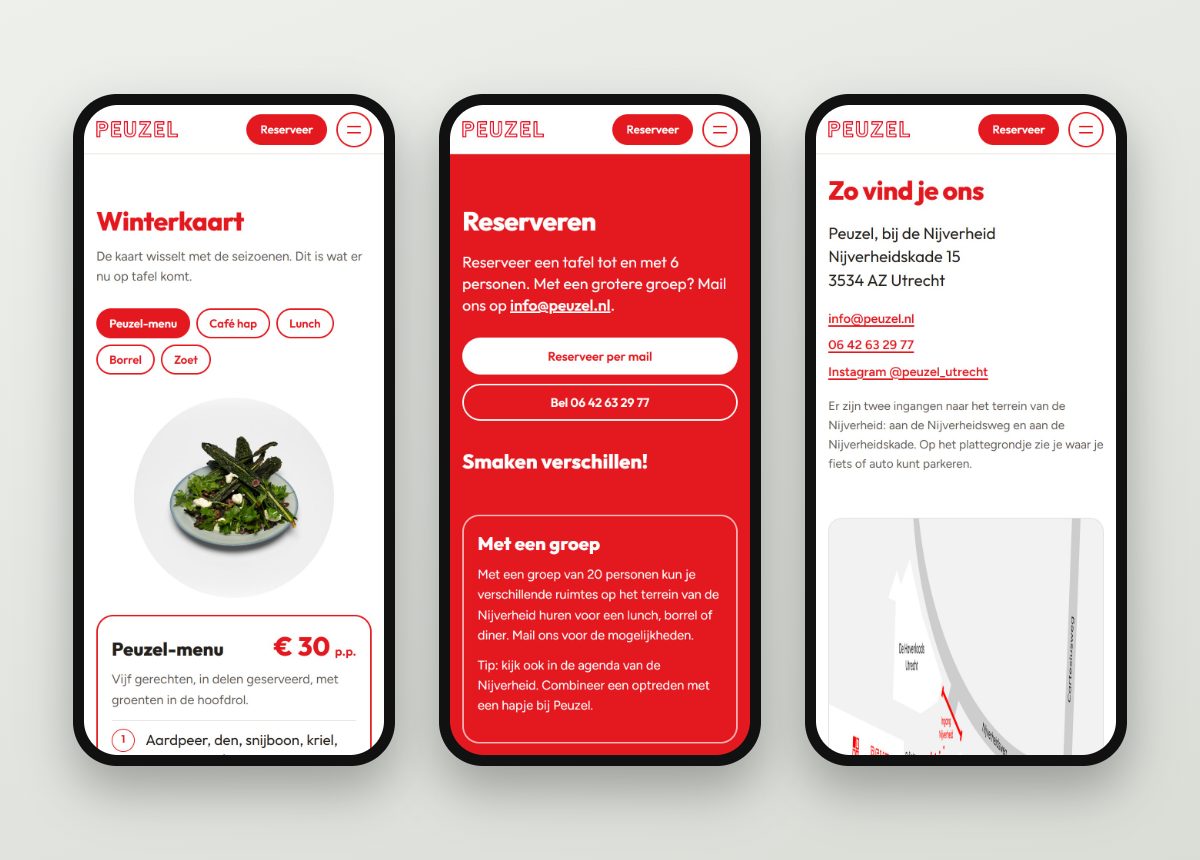 PEUZEL
Reserveer
Winterkaart
De kaart wisselt met de seizoenen. Dit is wat er
nu op tafel komt.
Peuzel-menu
Café hap
Lunch
Borrel
Zoet
Peuzel-menu
€ 30 p.p.
Vijf gerechten, in delen geserveerd, met
groenten in de hoofdrol.
1
Aardpeer, den, snijboon, kriel,
PEUZEL
Reserveer
Reserveren
Reserveer een tafel tot en met 6
personen. Met een grotere groep? Mail
ons op info@peuzel.nl.
Reserveer per mail
Bel 06 42 63 29 77
Smaken verschillen!
Met een groep
Met een groep van 20 personen kun je
verschillende ruimtes op het terrein van de
Nijverheid huren voor een lunch, borrel of
diner. Mail ons voor de mogelijkheden.
Tip: kijk ook in de agenda van de
Nijverheid. Combineer een optreden met
een hapje bij Peuzel.
PEUZEL
Reserveer
Zo vind je ons
Peuzel, bij de Nijverheid
Nijverheidskade 15
3534 AZ Utrecht
info@peuzel.nl
06 42 63 29 77
Instagram @peuzel_utrecht
Er zijn twee ingangen naar het terrein van de
Nijverheid: aan de Nijverheidsweg en aan de
Nijverheidskade. Op het plattegrondje zie je waar je
fiets of auto kunt parkeren.
Utrecht
Cartesiusweg
Ingang
Nijverheid